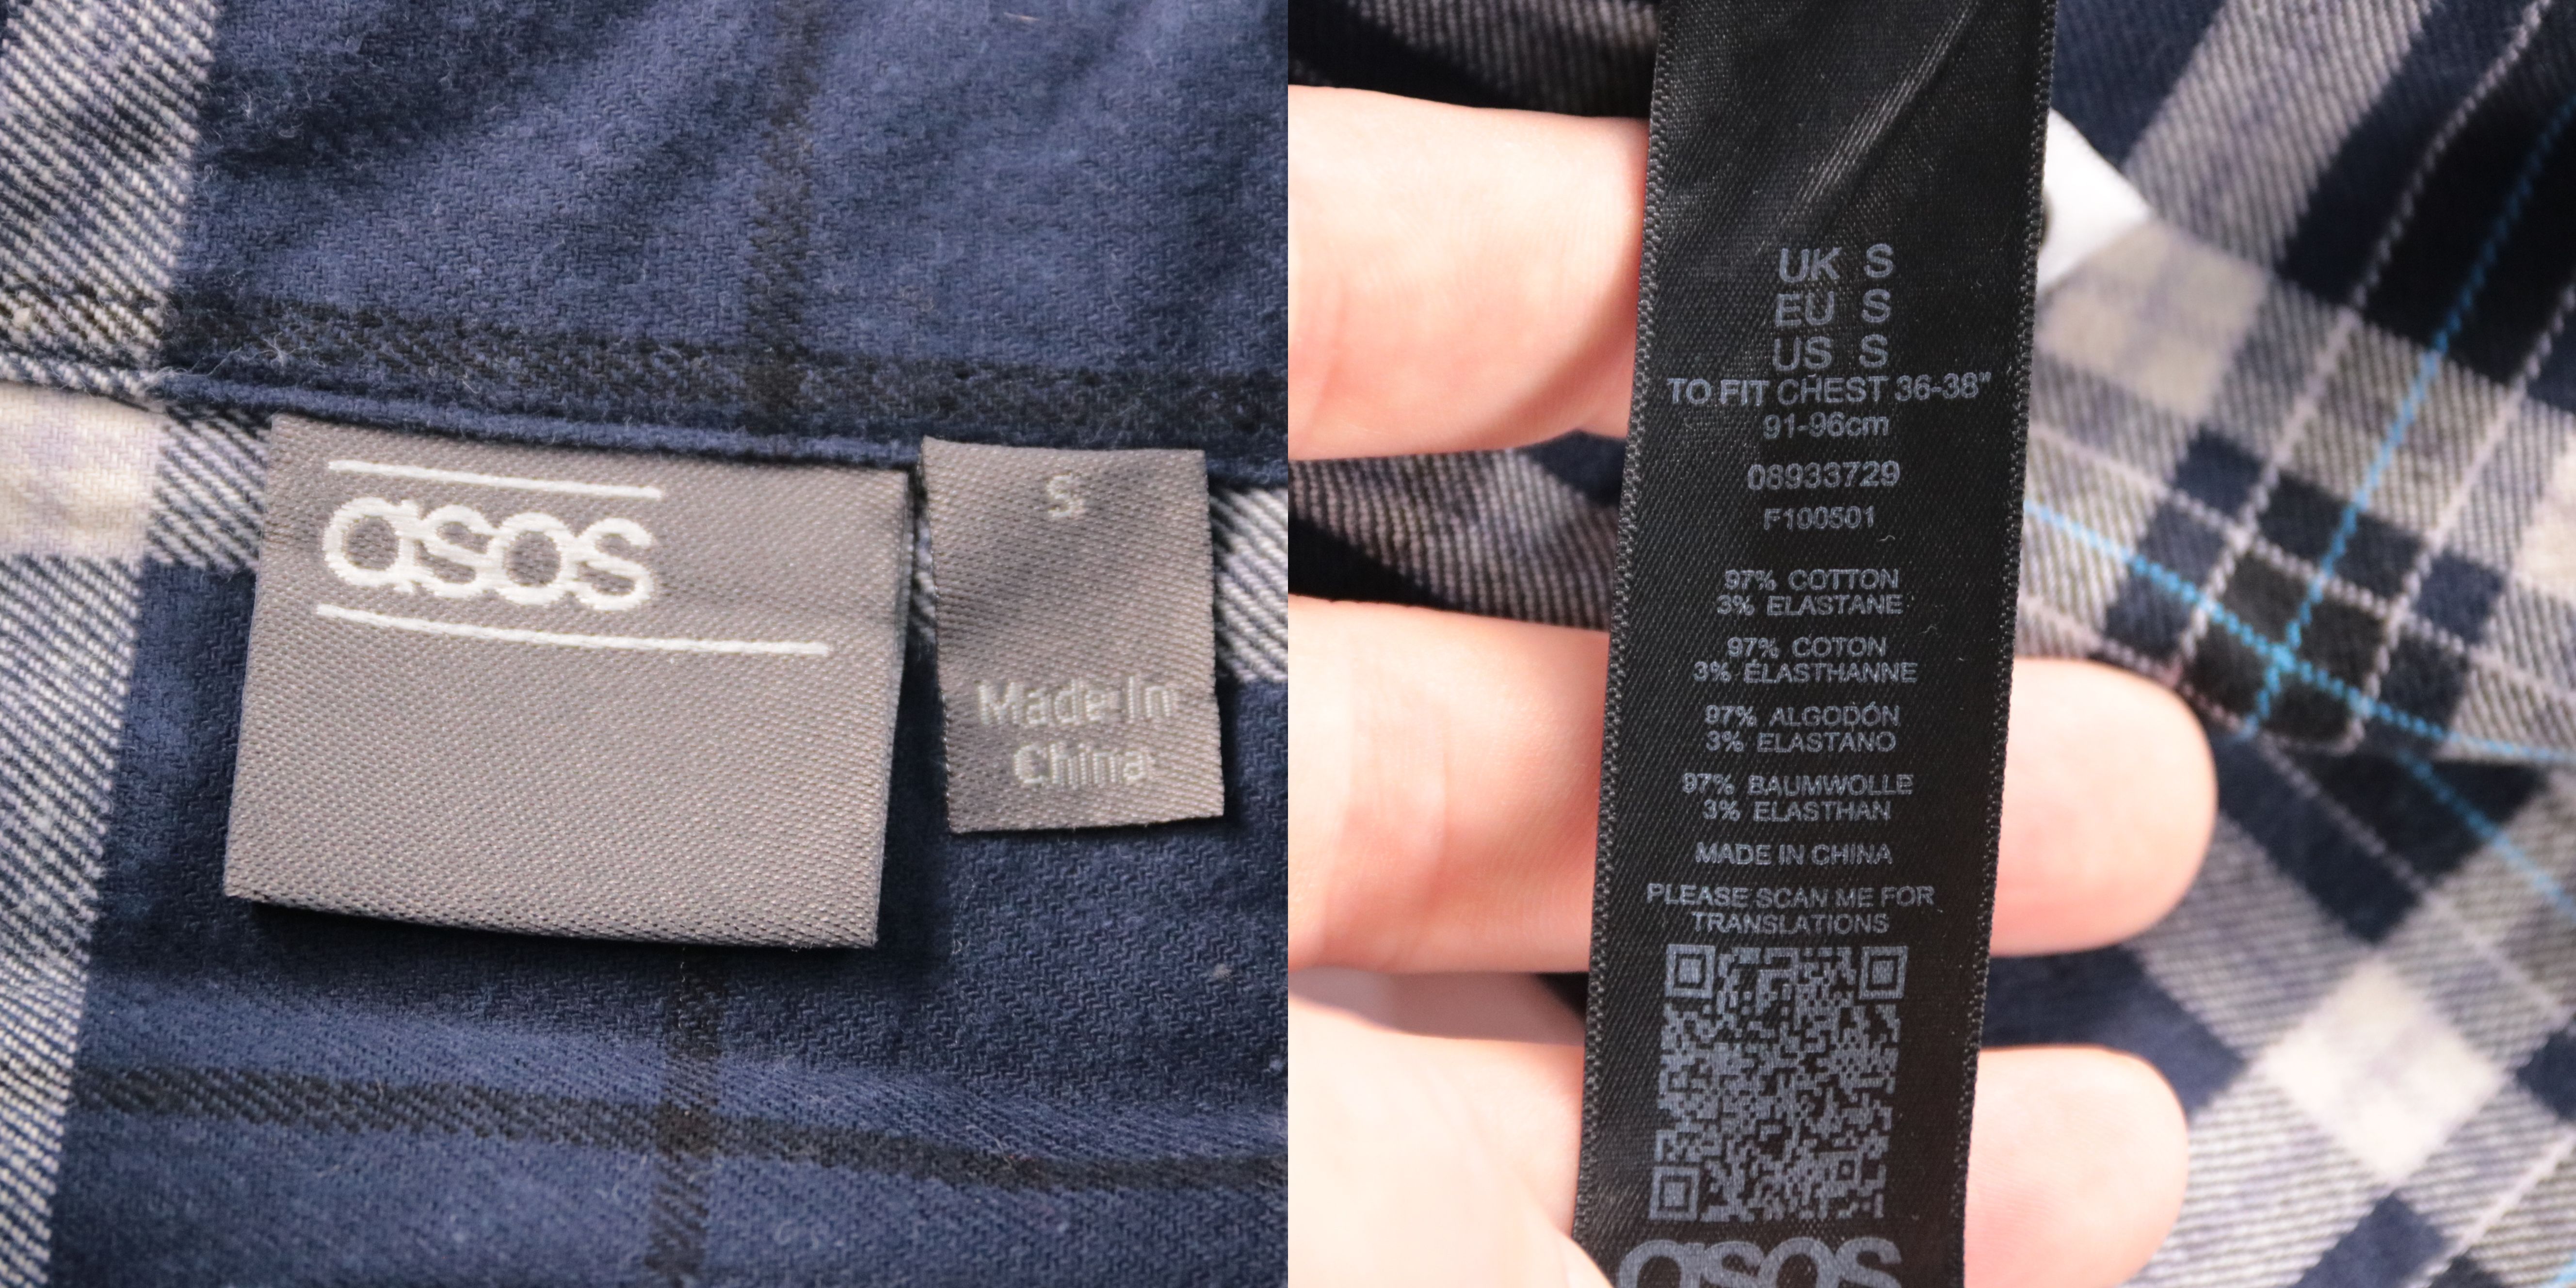 asos
S
Made In
China
UK S
EU S
US S
TO FIT CHEST 36-38"
91-96cm
06933729
F100501
97% COTTON
3% ELASTANE
97% COTON
3% ÉLASTHANNE
97% ALGODÓN
3% ELASTANO
97% BAUMWOLLE
3% ELASTHAN
MADE IN CHINA
PLEASE SCAN ME FOR
TRANSLATIONS
asos